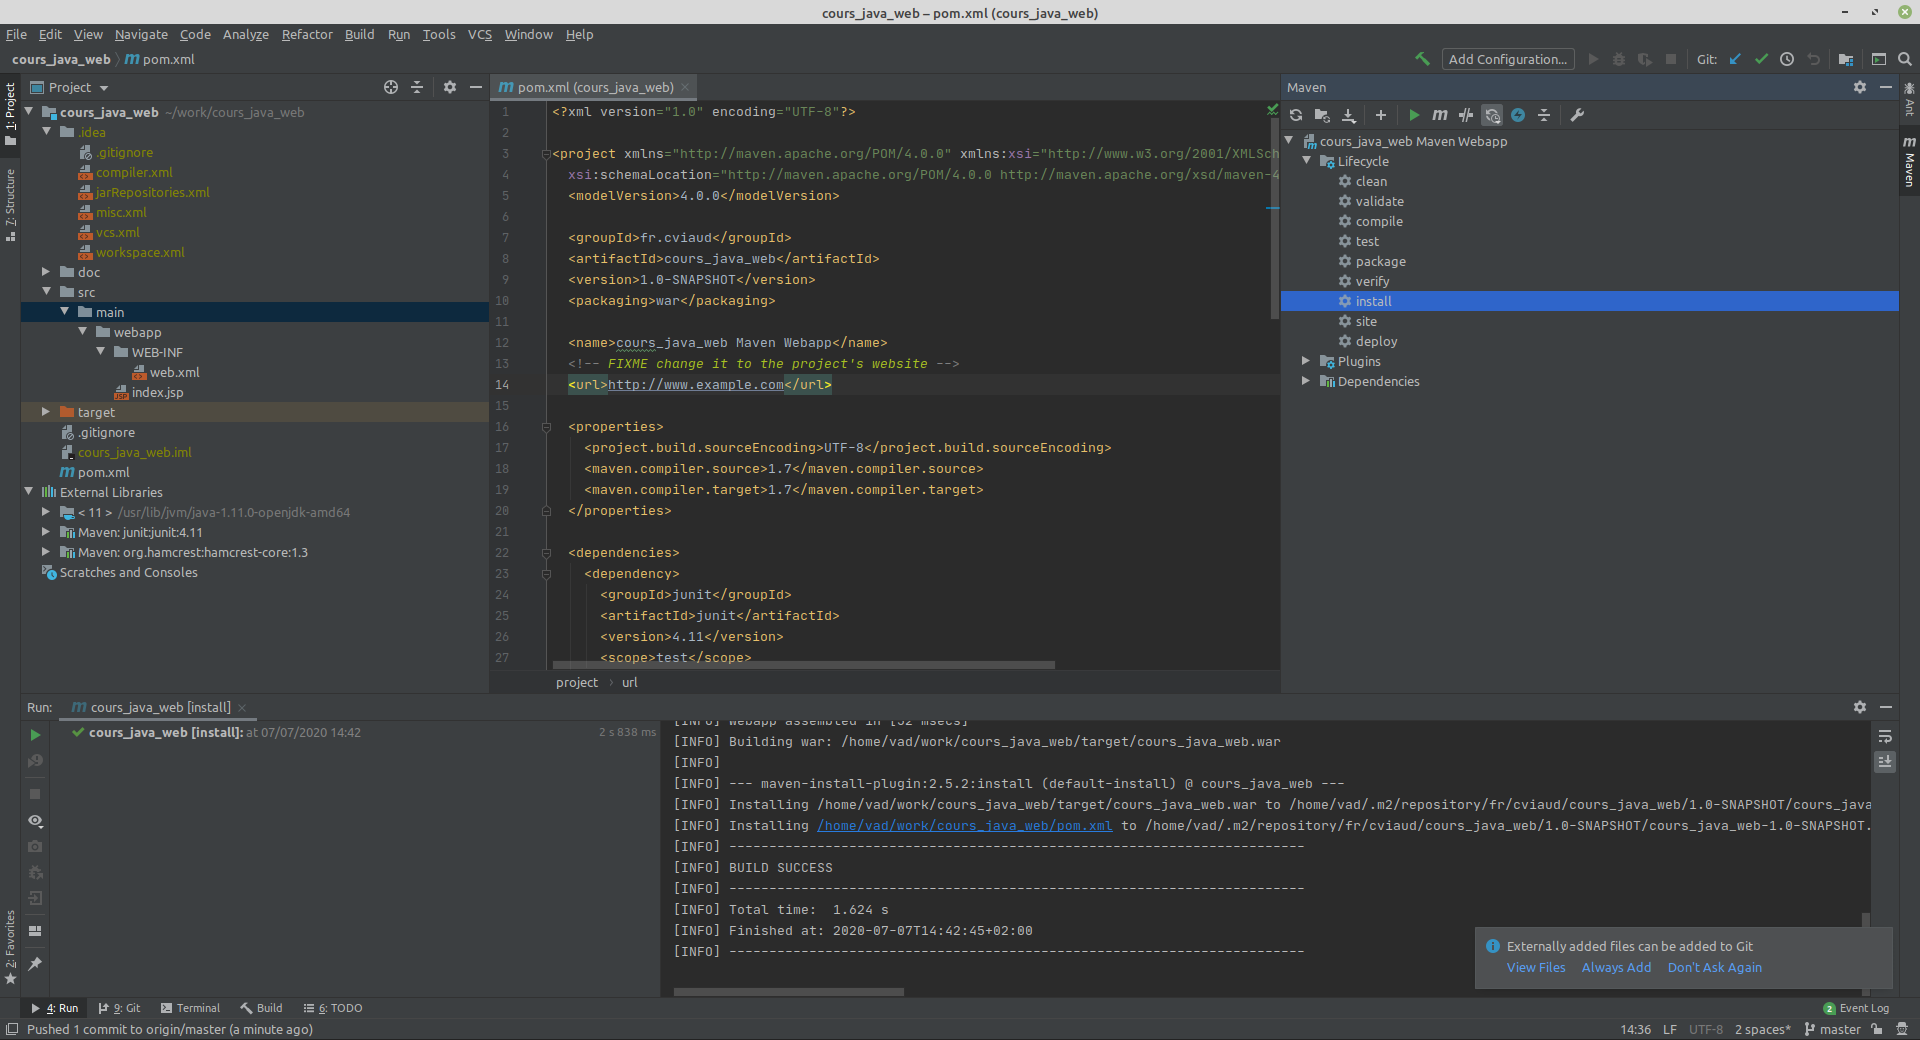 cours_java_web – pom.xml (cours_java_web)
File Edit View Navigate Code Analyze Refactor Build Run Tools VCS Window Help
cours_java_web pom.xml
Add Configuration...
Git:
1: Project
7: Structure
2: Favorites
Project
cours_java_web ~/work/cours_java_web
.idea
.gitignore
compiler.xml
jarRepositories.xml
misc.xml
vcs.xml
workspace.xml
doc
src
main
webapp
WEB-INF
web.xml
index.jsp
target
.gitignore
cours_java_web.iml
pom.xml
External Libraries
< 11 > /usr/lib/jvm/java-1.11.0-openjdk-amd64
Maven: junit:junit:4.11
Maven: org.hamcrest:hamcrest-core:1.3
Scratches and Consoles
pom.xml (cours_java_web)
1 <?xml version="1.0" encoding="UTF-8"?>
2
3 <project xmlns="http://maven.apache.org/POM/4.0.0" xmlns:xsi="http://www.w3.org/2001/XMLSch
4 xsi:schemaLocation="http://maven.apache.org/POM/4.0.0 http://maven.apache.org/xsd/maven-4
5 <modelVersion>4.0.0</modelVersion>
6
7 <groupId>fr.cviaud</groupId>
8 <artifactId>cours_java_web</artifactId>
9 <version>1.0-SNAPSHOT</version>
10 <packaging>war</packaging>
11
12 <name>cours_java_web Maven Webapp</name>
13 <!-- FIXME change it to the project's website -->
14 <url>http://www.example.com</url>
15
16 <properties>
17 <project.build.sourceEncoding>UTF-8</project.build.sourceEncoding>
18 <maven.compiler.source>1.7</maven.compiler.source>
19 <maven.compiler.target>1.7</maven.compiler.target>
20 </properties>
21
22 <dependencies>
23 <dependency>
24 <groupId>junit</groupId>
25 <artifactId>junit</artifactId>
26 <version>4.11</version>
27 <scope>test</scope>
project url
Maven
cours_java_web Maven Webapp
Lifecycle
clean
validate
compile
test
package
verify
install
site
deploy
Plugins
Dependencies
Ant
Maven
Run: cours_java_web [install]
cours_java_web [install]: at 07/07/2020 14:42 2 s 838 ms
[INFO] Webapp assembled in [52 msecs]
[INFO] Building war: /home/vad/work/cours_java_web/target/cours_java_web.war
[INFO]
[INFO] --- maven-install-plugin:2.5.2:install (default-install) @ cours_java_web ---
[INFO] Installing /home/vad/work/cours_java_web/target/cours_java_web.war to /home/vad/.m2/repository/fr/cviaud/cours_java_web/1.0-SNAPSHOT/cours_java
[INFO] Installing /home/vad/work/cours_java_web/pom.xml to /home/vad/.m2/repository/fr/cviaud/cours_java_web/1.0-SNAPSHOT/cours_java_web-1.0-SNAPSHOT.
[INFO] ------------------------------------------------------------------------
[INFO] BUILD SUCCESS
[INFO] ------------------------------------------------------------------------
[INFO] Total time:  1.624 s
[INFO] Finished at: 2020-07-07T14:42:45+02:00
[INFO] ------------------------------------------------------------------------
Externally added files can be added to Git
View Files Always Add Don't Ask Again
4: Run 9: Git Terminal Build 6: TODO
2 Event Log
Pushed 1 commit to origin/master (a minute ago)
14:36 LF UTF-8 2 spaces* master